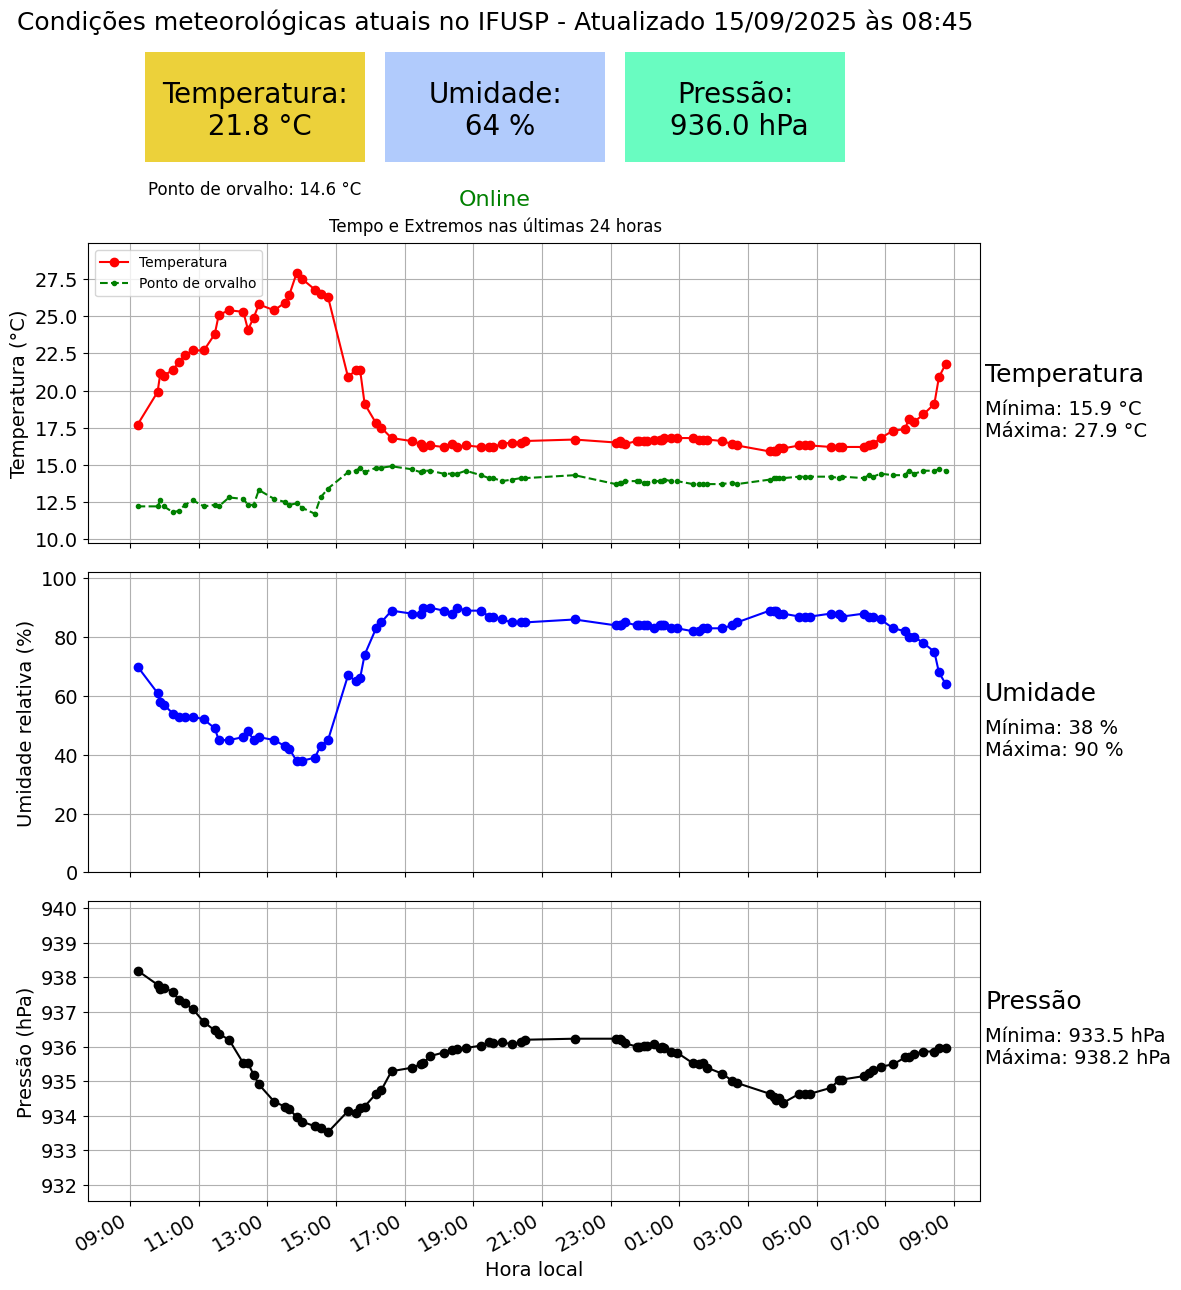 Condições meteorológicas atuais no IFUSP - Atualizado 15/09/2025 às 08:45
Temperatura:
21.8 °C
Umidade:
64 %
Pressão:
936.0 hPa
Ponto de orvalho: 14.6 °C
Online
Tempo e Extremos nas últimas 24 horas
Temperatura
Ponto de orvalho
Temperatura (°C)
27.5
25.0
22.5
20.0
17.5
15.0
12.5
10.0
Temperatura
Mínima: 15.9 °C
Máxima: 27.9 °C
Umidade relativa (%)
100
80
60
40
20
0
Umidade
Mínima: 38 %
Máxima: 90 %
Pressão (hPa)
940
939
938
937
936
935
934
933
932
Pressão
Mínima: 933.5 hPa
Máxima: 938.2 hPa
09:00
11:00
13:00
15:00
17:00
19:00
21:00
23:00
01:00
03:00
05:00
07:00
09:00
Hora local